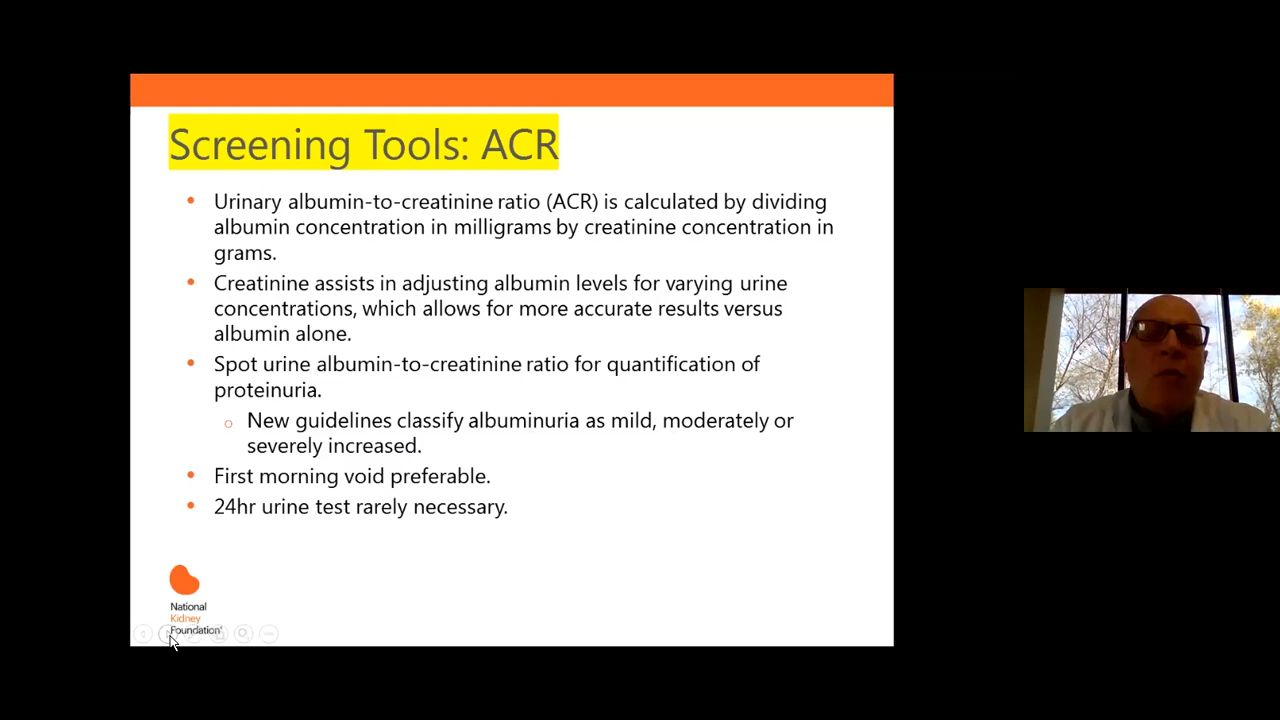 Screening Tools: ACR
• Urinary albumin-to-creatinine ratio (ACR) is calculated by dividing
albumin concentration in milligrams by creatinine concentration in
grams.
• Creatinine assists in adjusting albumin levels for varying urine
concentrations, which allows for more accurate results versus
albumin alone.
• Spot urine albumin-to-creatinine ratio for quantification of
proteinuria.
o New guidelines classify albuminuria as mild, moderately or
severely increased.
• First morning void preferable.
• 24hr urine test rarely necessary.
National
Kidney
Foundation®